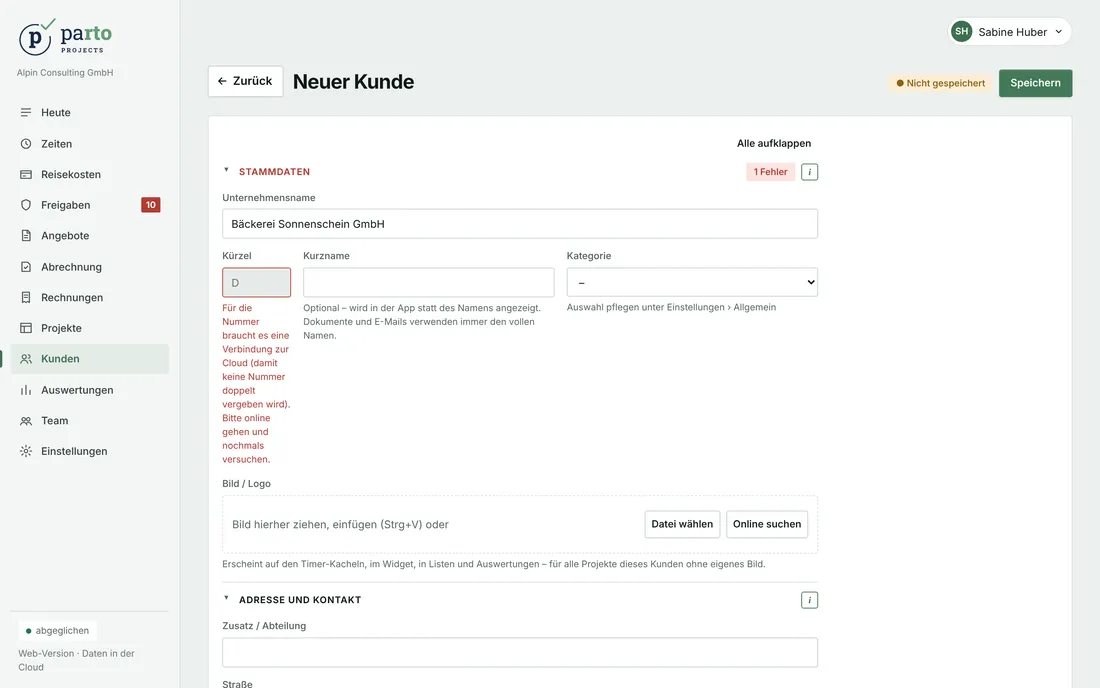 parto
PROJECTS
Alpin Consulting GmbH
Heute
Zeiten
Reisekosten
Freigaben 10
Angebote
Abrechnung
Rechnungen
Projekte
Kunden
Auswertungen
Team
Einstellungen
abgeglichen
Web-Version · Daten in der
Cloud
SH Sabine Huber
← Zurück Neuer Kunde Nicht gespeichert Speichern
Alle aufklappen
STAMMDATEN 1 Fehler i
Unternehmensname
Bäckerei Sonnenschein GmbH
Kürzel Kurzname Kategorie
D –
Für die
Nummer
braucht es eine
Verbindung zur
Cloud (damit
keine Nummer
doppelt
vergeben wird).
Bitte online
gehen und
nochmals
versuchen.
Optional – wird in der App statt des Namens angezeigt.
Dokumente und E-Mails verwenden immer den vollen
Namen.
Auswahl pflegen unter Einstellungen › Allgemein
Bild / Logo
Bild hierher ziehen, einfügen (Strg+V) oder Datei wählen Online suchen
Erscheint auf den Timer-Kacheln, im Widget, in Listen und Auswertungen – für alle Projekte dieses Kunden ohne eigenes Bild.
ADRESSE UND KONTAKT i
Zusatz / Abteilung
Straße